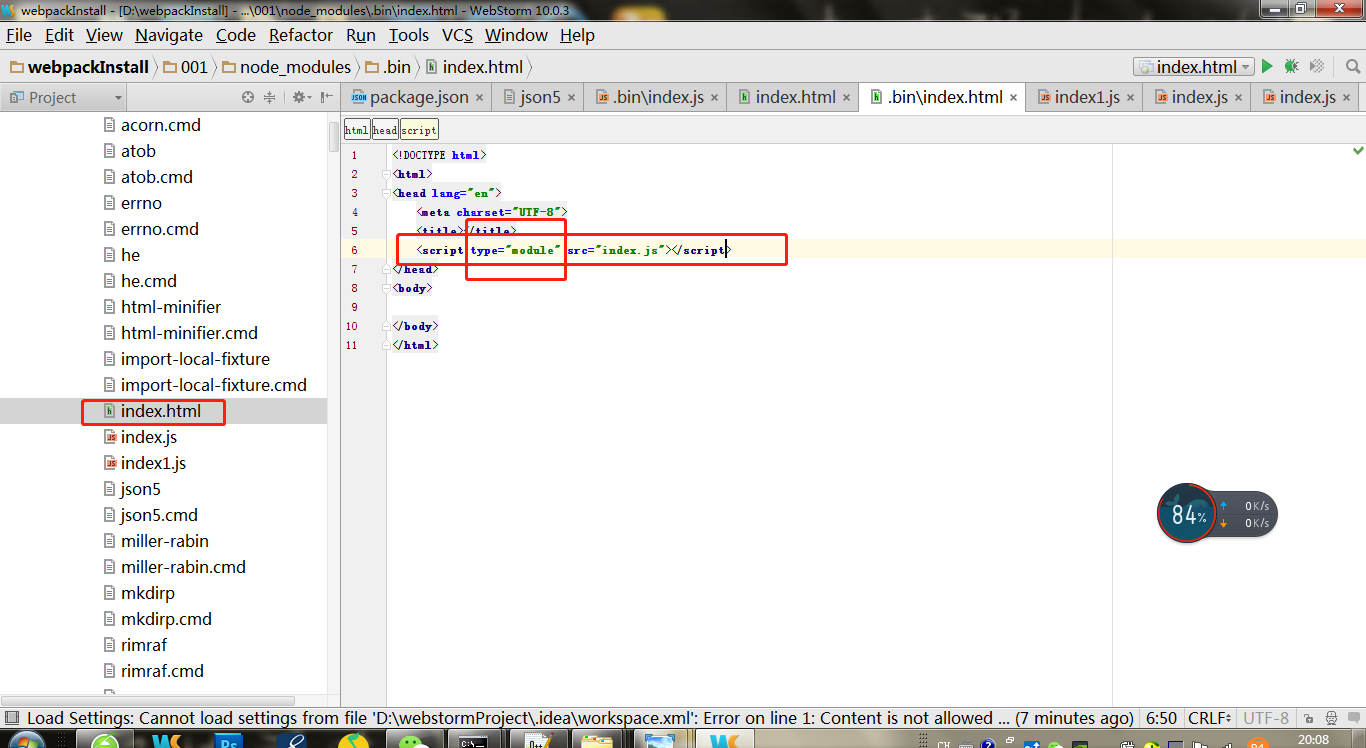 webpackInstall - [D:\webpackInstall] - ...\001\node_modules\.bin\index.html - WebStorm 10.0.3
File Edit View Navigate Code Refactor Run Tools VCS Window Help
webpackInstall 001 node_modules .bin index.html index.html
Project package.json json5 .bin\index.js index.html .bin\index.html index1.js index.js index.js
html head script
acorn.cmd
atob
atob.cmd
errno
errno.cmd
he
he.cmd
html-minifier
html-minifier.cmd
import-local-fixture
import-local-fixture.cmd
index.html
index.js
index1.js
json5
json5.cmd
miller-rabin
miller-rabin.cmd
mkdirp
mkdirp.cmd
rimraf
rimraf.cmd
1 <!DOCTYPE html>
2 <html>
3 <head lang="en">
4 <meta charset="UTF-8">
5 <title></title>
6 <script type="module" src="index.js"></script>
7 </head>
8 <body>
9
10 </body>
11 </html>
84%
0K/s
0K/s
Load Settings: Cannot load settings from file 'D:\webstormProject\.idea\workspace.xml': Error on line 1: Content is not allowed ... (7 minutes ago) 6:50 CRLF UTF-8
Ps CH 84 20:08